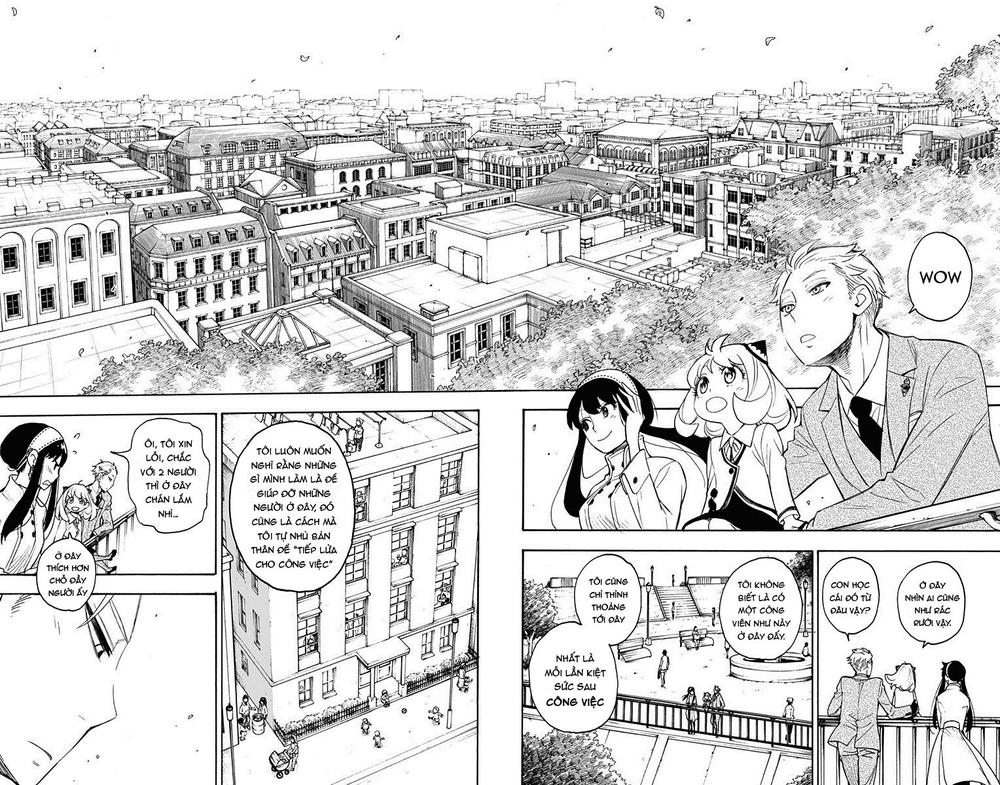 WOW
Ở ĐÂY
NHÌN AI CŨNG
NHƯ RÁC
RƯỞI VẬY.
CON HỌC
CÁI ĐÓ TỪ
ĐÂU VẬY?
TÔI KHÔNG
BIẾT LÀ CÓ
MỘT CÔNG
VIÊN NHƯ NÀY
Ở ĐÂY ĐẤY.
TÔI CŨNG
CHỈ THỈNH
THOẢNG
TỚI ĐÂY
NHẤT LÀ
MỖI LẦN KIỆT
SỨC SAU
CÔNG VIỆC
TÔI LUÔN MUỐN
NGHĨ RẰNG NHỮNG
GÌ MÌNH LÀM LÀ ĐỂ
GIÚP ĐỠ NHỮNG
NGƯỜI Ở ĐÂY, ĐÓ
CŨNG LÀ CÁCH MÀ
TÔI TỰ NHỦ BẢN
THÂN ĐỂ "TIẾP LỬA
CHO CÔNG VIỆC"
ÔI, TÔI XIN
LỖI, CHẮC
VỚI 2 NGƯỜI
THÌ Ở ĐÂY
CHÁN LẮM
NHỈ...
Ở ĐÂY
THÍCH HƠN
CHỖ ĐẦY
NGƯỜI ẤY